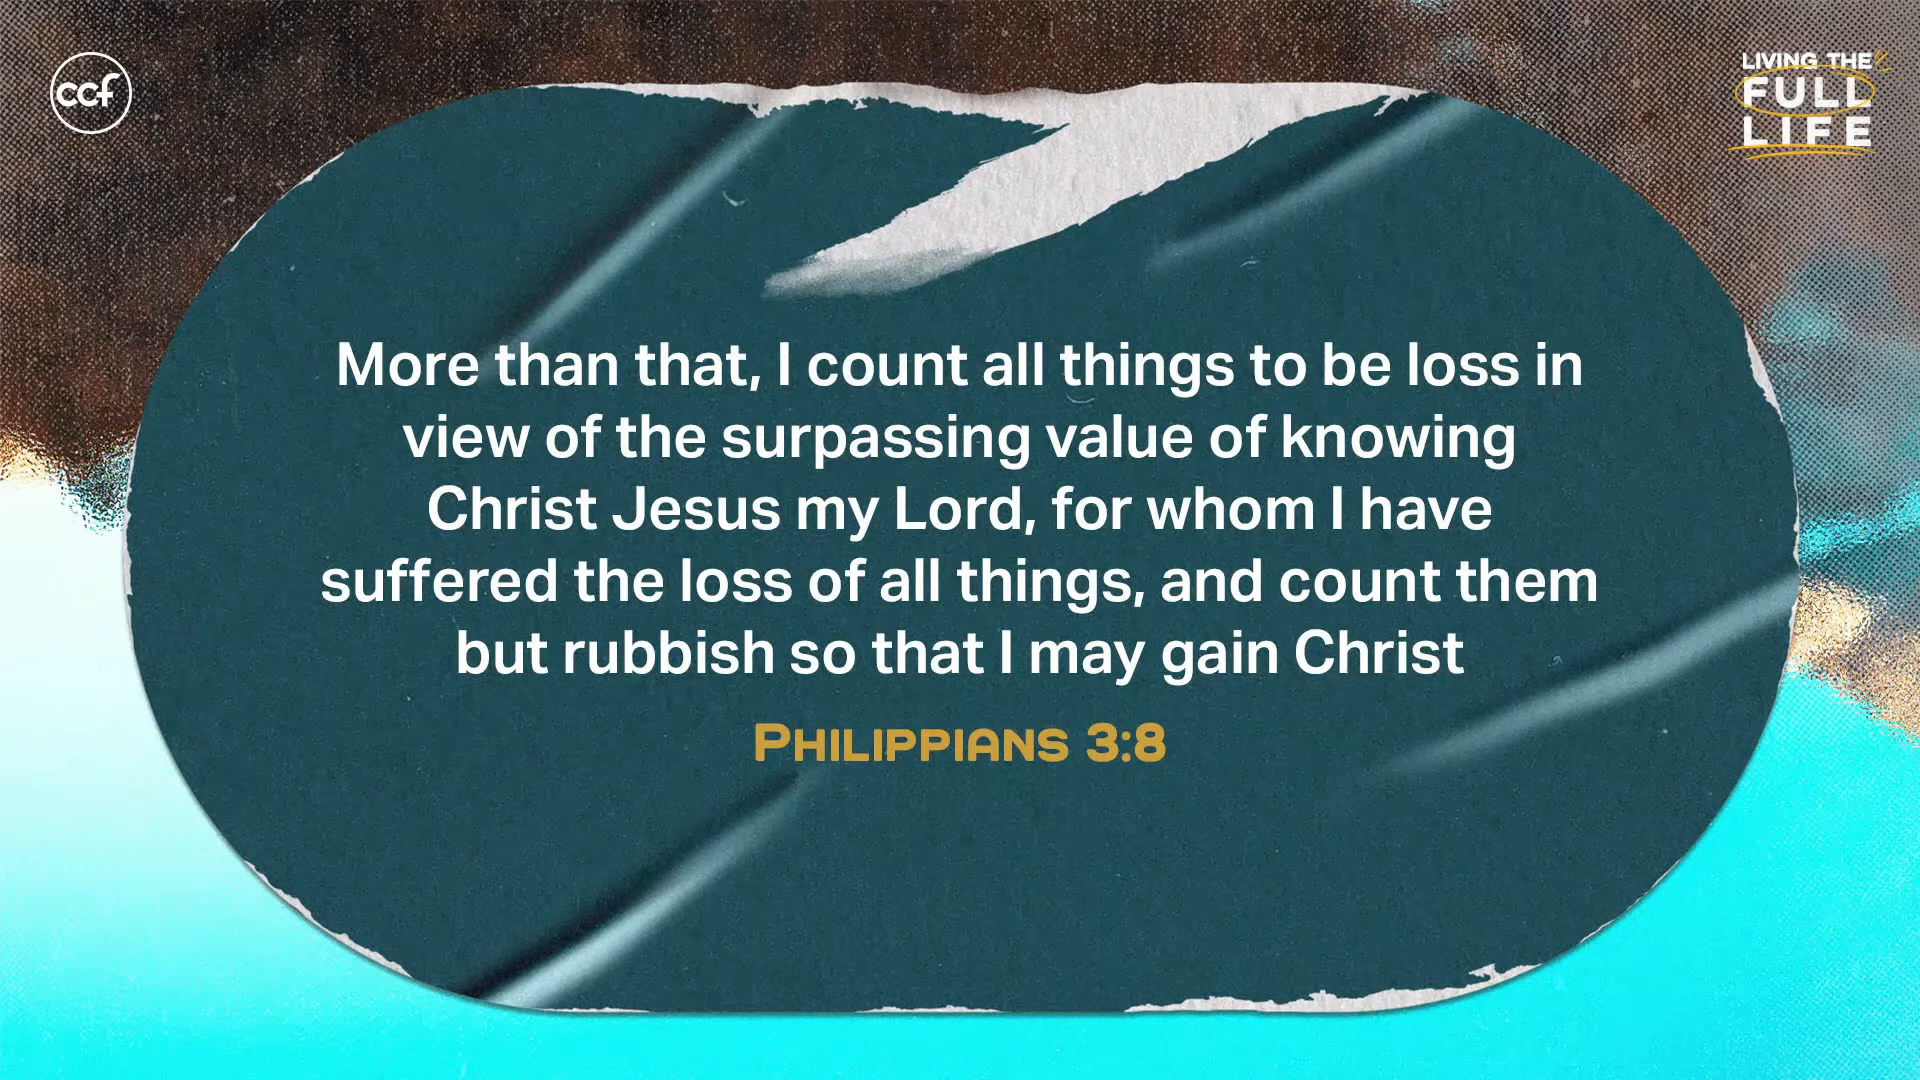 ccf
LIVING THE
FULL
LIFE
More than that, I count all things to be loss in
view of the surpassing value of knowing
Christ Jesus my Lord, for whom I have
suffered the loss of all things, and count them
but rubbish so that I may gain Christ
PHILIPPIANS 3:8